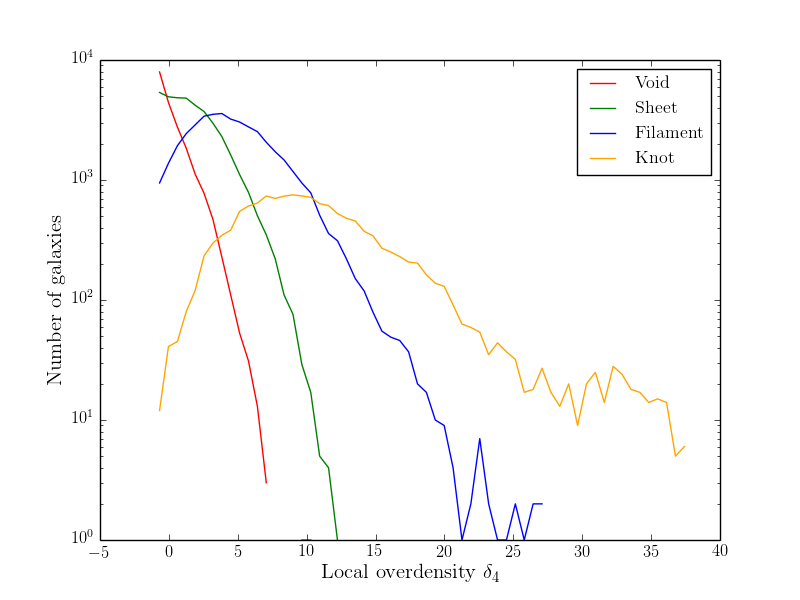 Void
Sheet
Filament
Knot
Number of galaxies
10^4
10^3
10^2
10^1
10^0
−5 0 5 10 15 20 25 30 35 40
Local overdensity δ_4